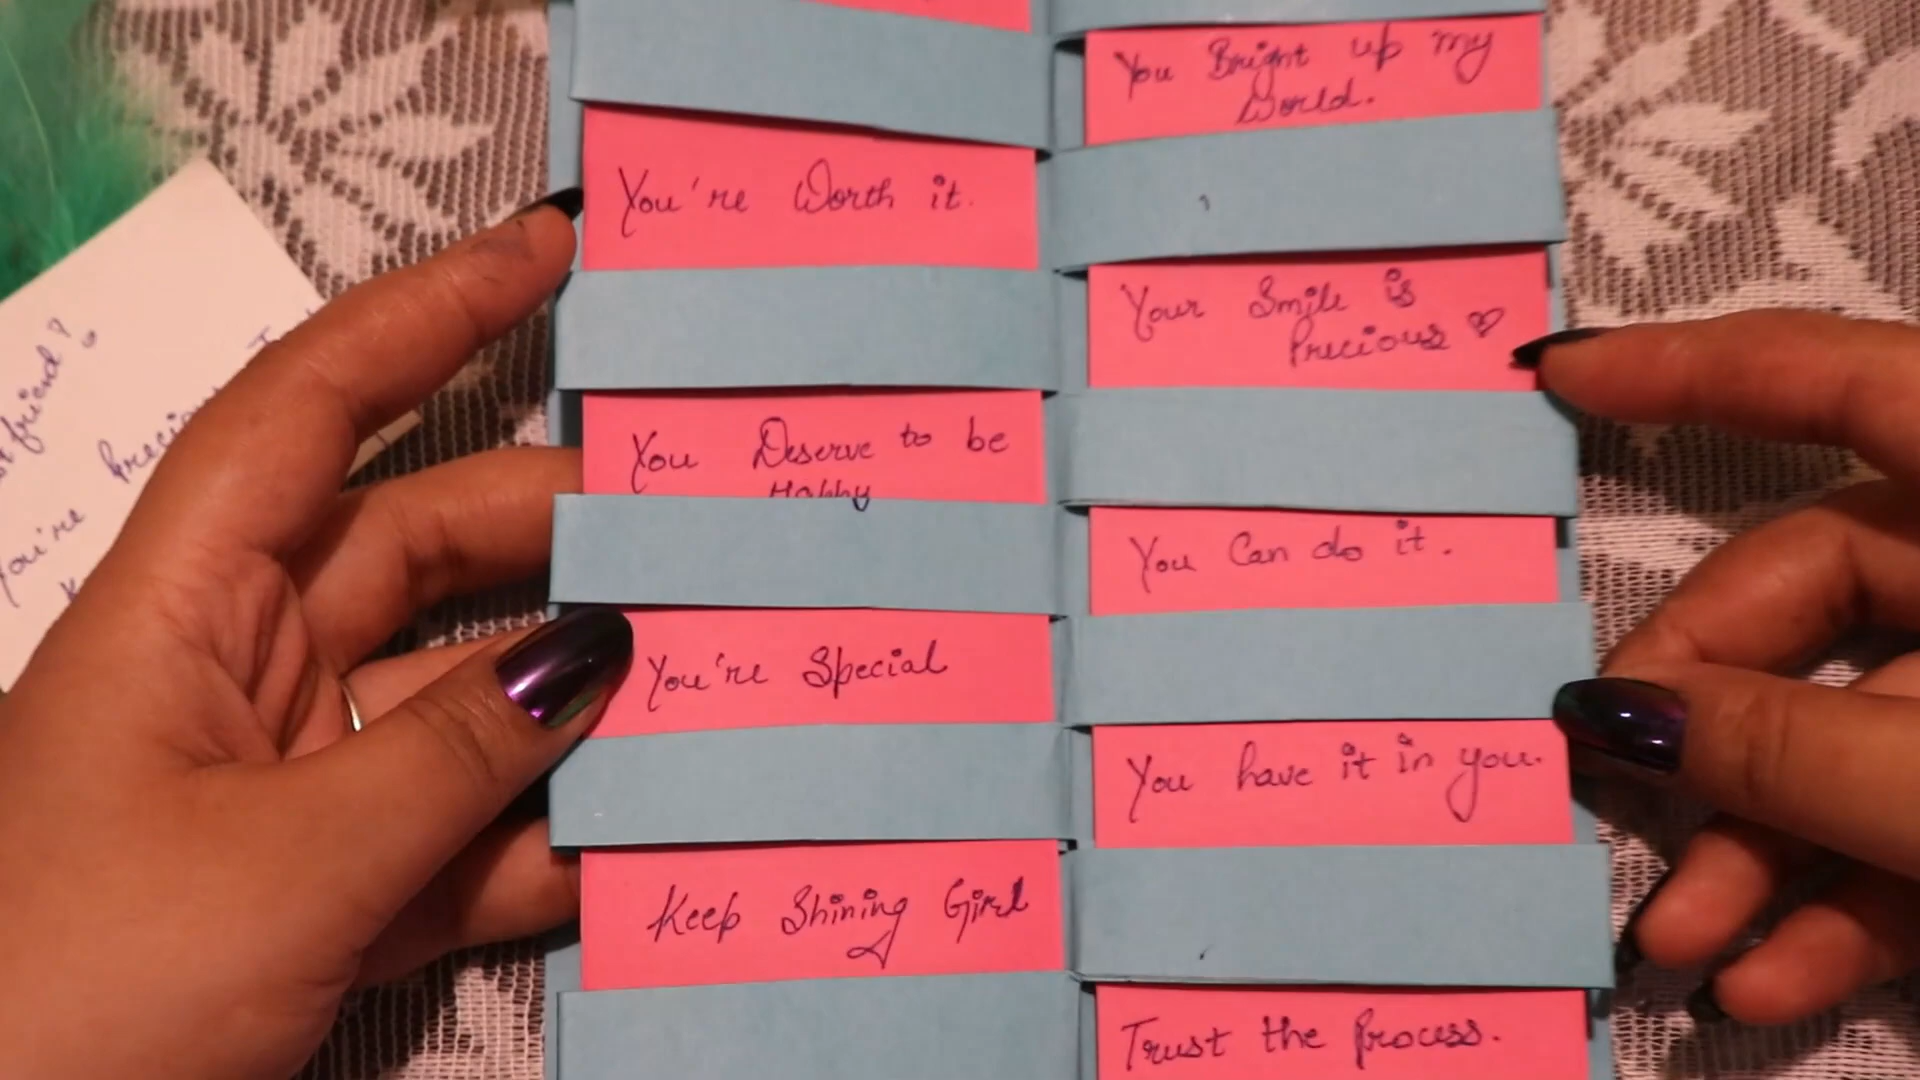 You're Worth it.
You Deserve to be
Happy
You're Special
Keep Shining Girl
You Bright up my
World.
Your Smile is
Precious
You Can do it.
You have it in you.
Trust the Process.
friend?
Precious
You're